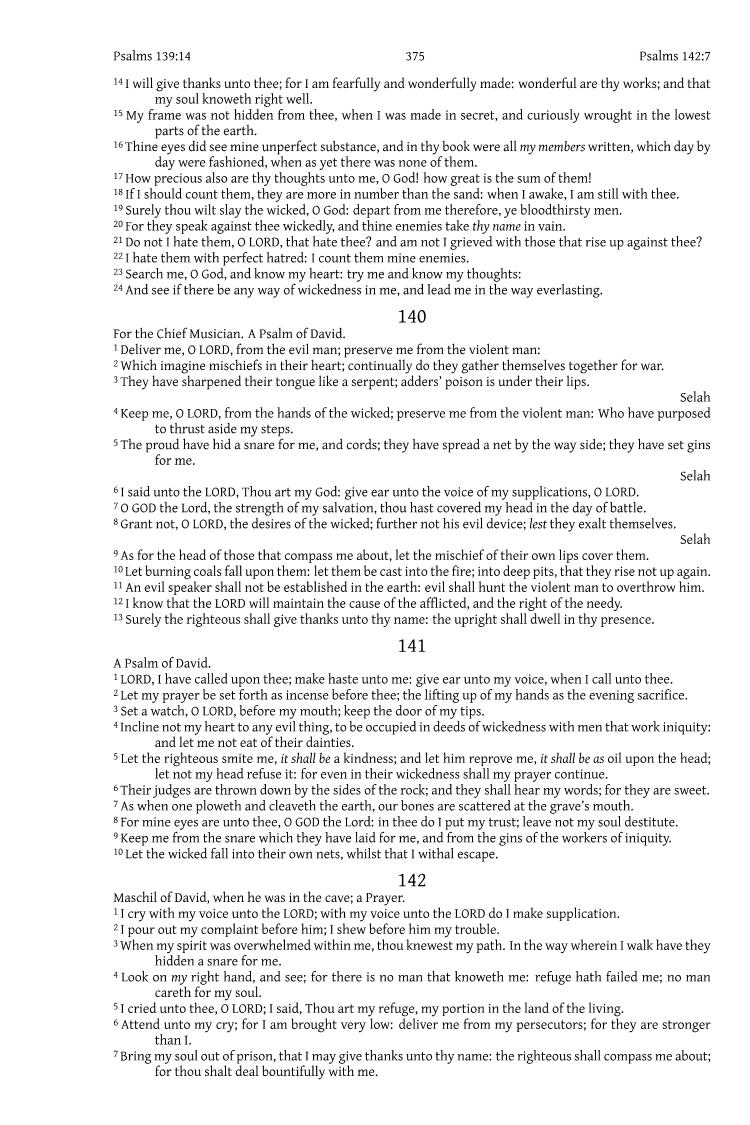 Psalms 139:14 375 Psalms 142:7
14 I will give thanks unto thee; for I am fearfully and wonderfully made: wonderful are thy works; and that
my soul knoweth right well.
15 My frame was not hidden from thee, when I was made in secret, and curiously wrought in the lowest
parts of the earth.
16 Thine eyes did see mine unperfect substance, and in thy book were all my members written, which day by
day were fashioned, when as yet there was none of them.
17 How precious also are thy thoughts unto me, O God! how great is the sum of them!
18 If I should count them, they are more in number than the sand: when I awake, I am still with thee.
19 Surely thou wilt slay the wicked, O God: depart from me therefore, ye bloodthirsty men.
20 For they speak against thee wickedly, and thine enemies take thy name in vain.
21 Do not I hate them, O LORD, that hate thee? and am not I grieved with those that rise up against thee?
22 I hate them with perfect hatred: I count them mine enemies.
23 Search me, O God, and know my heart: try me and know my thoughts:
24 And see if there be any way of wickedness in me, and lead me in the way everlasting.
140
For the Chief Musician. A Psalm of David.
1 Deliver me, O LORD, from the evil man; preserve me from the violent man:
2 Which imagine mischiefs in their heart; continually do they gather themselves together for war.
3 They have sharpened their tongue like a serpent; adders’ poison is under their lips.
Selah
4 Keep me, O LORD, from the hands of the wicked; preserve me from the violent man: Who have purposed
to thrust aside my steps.
5 The proud have hid a snare for me, and cords; they have spread a net by the way side; they have set gins
for me.
Selah
6 I said unto the LORD, Thou art my God: give ear unto the voice of my supplications, O LORD.
7 O GOD the Lord, the strength of my salvation, thou hast covered my head in the day of battle.
8 Grant not, O LORD, the desires of the wicked; further not his evil device; lest they exalt themselves.
Selah
9 As for the head of those that compass me about, let the mischief of their own lips cover them.
10 Let burning coals fall upon them: let them be cast into the fire; into deep pits, that they rise not up again.
11 An evil speaker shall not be established in the earth: evil shall hunt the violent man to overthrow him.
12 I know that the LORD will maintain the cause of the afflicted, and the right of the needy.
13 Surely the righteous shall give thanks unto thy name: the upright shall dwell in thy presence.
141
A Psalm of David.
1 LORD, I have called upon thee; make haste unto me: give ear unto my voice, when I call unto thee.
2 Let my prayer be set forth as incense before thee; the lifting up of my hands as the evening sacrifice.
3 Set a watch, O LORD, before my mouth; keep the door of my tips.
4 Incline not my heart to any evil thing, to be occupied in deeds of wickedness with men that work iniquity:
and let me not eat of their dainties.
5 Let the righteous smite me, it shall be a kindness; and let him reprove me, it shall be as oil upon the head;
let not my head refuse it: for even in their wickedness shall my prayer continue.
6 Their judges are thrown down by the sides of the rock; and they shall hear my words; for they are sweet.
7 As when one ploweth and cleaveth the earth, our bones are scattered at the grave’s mouth.
8 For mine eyes are unto thee, O GOD the Lord: in thee do I put my trust; leave not my soul destitute.
9 Keep me from the snare which they have laid for me, and from the gins of the workers of iniquity.
10 Let the wicked fall into their own nets, whilst that I withal escape.
142
Maschil of David, when he was in the cave; a Prayer.
1 I cry with my voice unto the LORD; with my voice unto the LORD do I make supplication.
2 I pour out my complaint before him; I shew before him my trouble.
3 When my spirit was overwhelmed within me, thou knewest my path. In the way wherein I walk have they
hidden a snare for me.
4 Look on my right hand, and see; for there is no man that knoweth me: refuge hath failed me; no man
careth for my soul.
5 I cried unto thee, O LORD; I said, Thou art my refuge, my portion in the land of the living.
6 Attend unto my cry; for I am brought very low: deliver me from my persecutors; for they are stronger
than I.
7 Bring my soul out of prison, that I may give thanks unto thy name: the righteous shall compass me about;
for thou shalt deal bountifully with me.